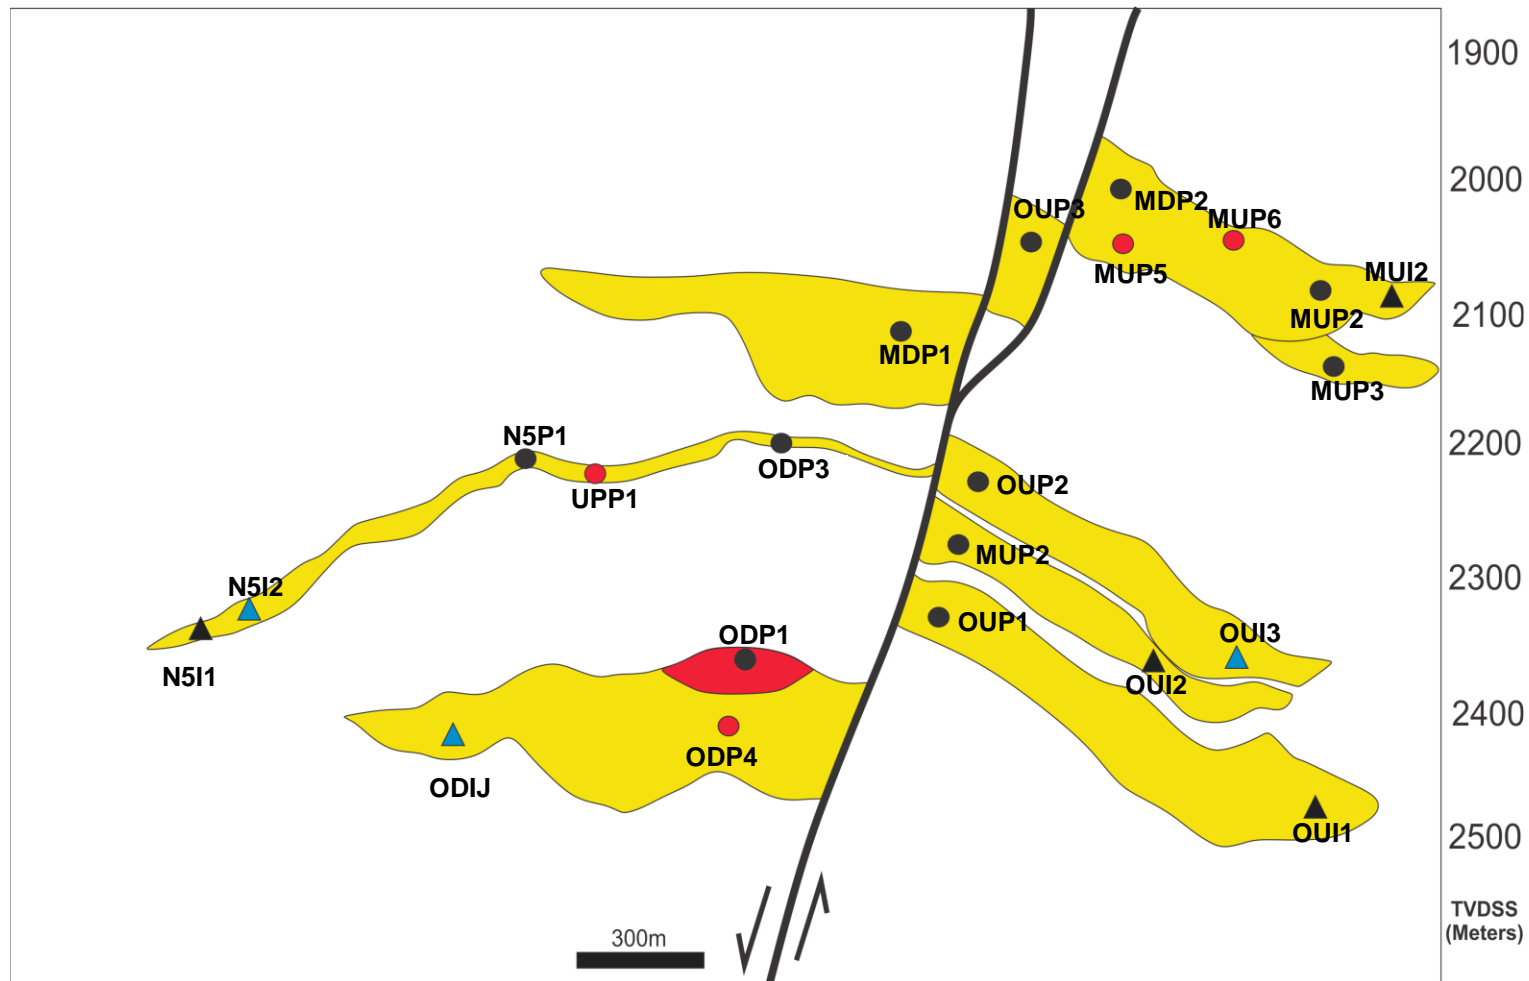 1900
2000
OUP3
MDP2
MUP6
MUP5
MUI2
2100
MUP2
MDP1
MUP3
N5P1
2200
ODP3
UPP1
OUP2
MUP2
2300
N5I2
OUP1
ODP1
OUI3
N5I1
OUI2
2400
ODP4
ODIJ
OUI1
2500
TVDSS
(Meters)
300m